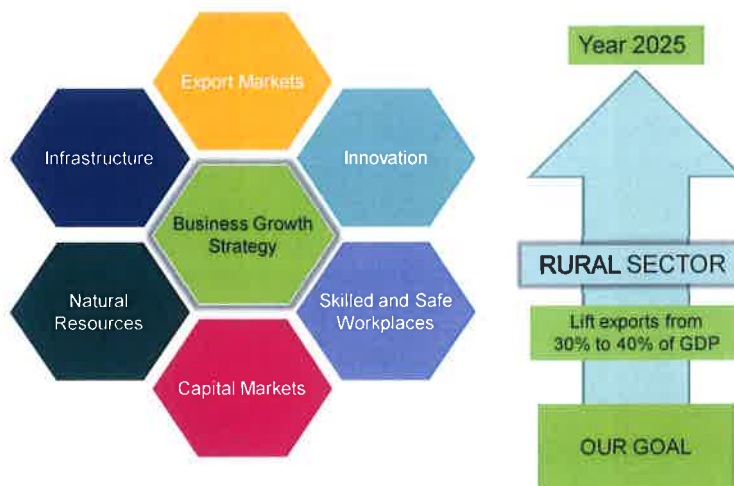 Export Markets
Infrastructure
Innovation
Business Growth
Strategy
Natural
Resources
Skilled and Safe
Workplaces
Capital Markets
Year 2025
RURAL SECTOR
Lift exports from
30% to 40% of GDP
OUR GOAL